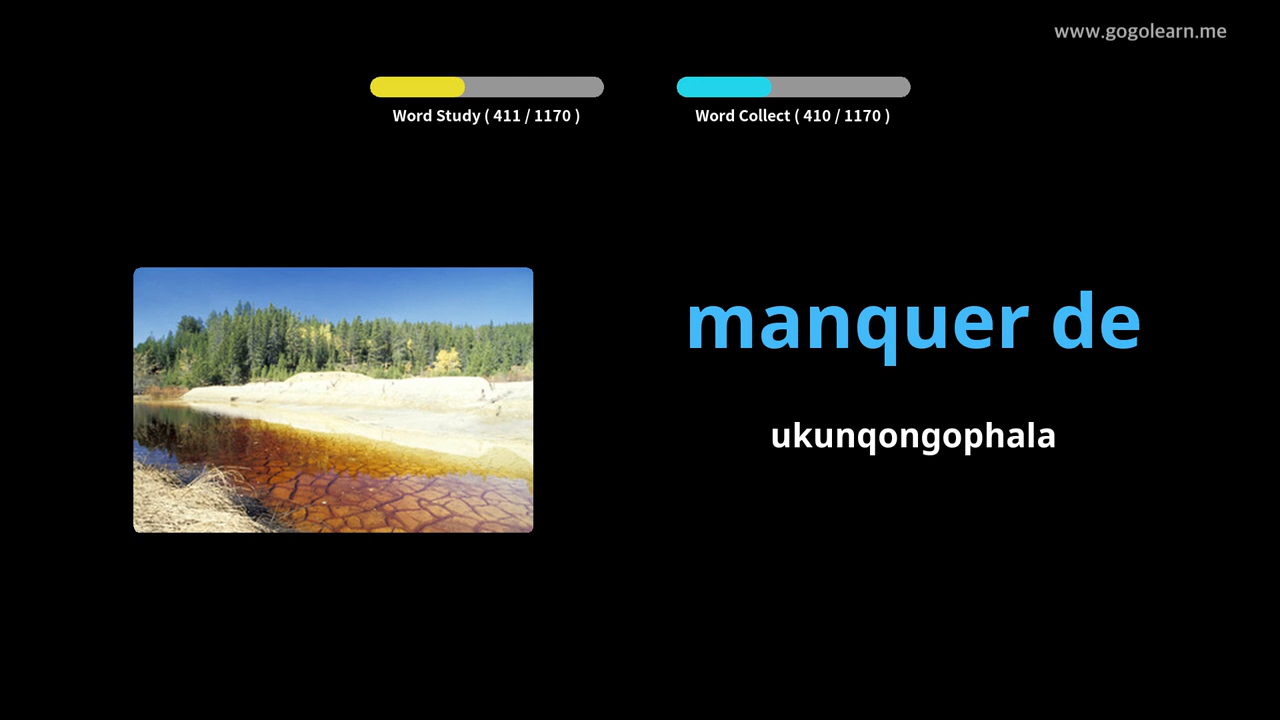 www.gogolearn.me
Word Study ( 411 / 1170 )
Word Collect ( 410 / 1170 )
manquer de
ukunqongophala